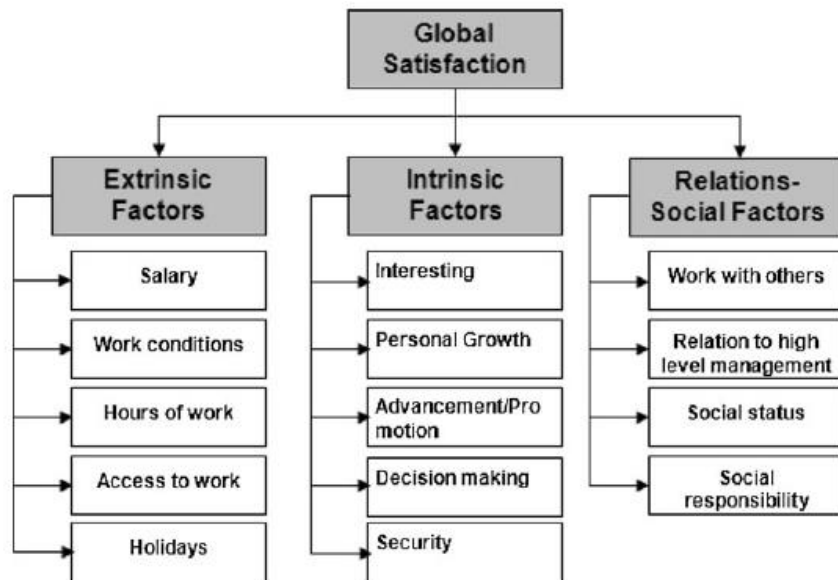 Global
Satisfaction
Extrinsic
Factors
Salary
Work conditions
Hours of work
Access to work
Holidays
Intrinsic
Factors
Interesting
Personal Growth
Advancement/Pro
motion
Decision making
Security
Relations-
Social Factors
Work with others
Relation to high
level management
Social status
Social
responsibility